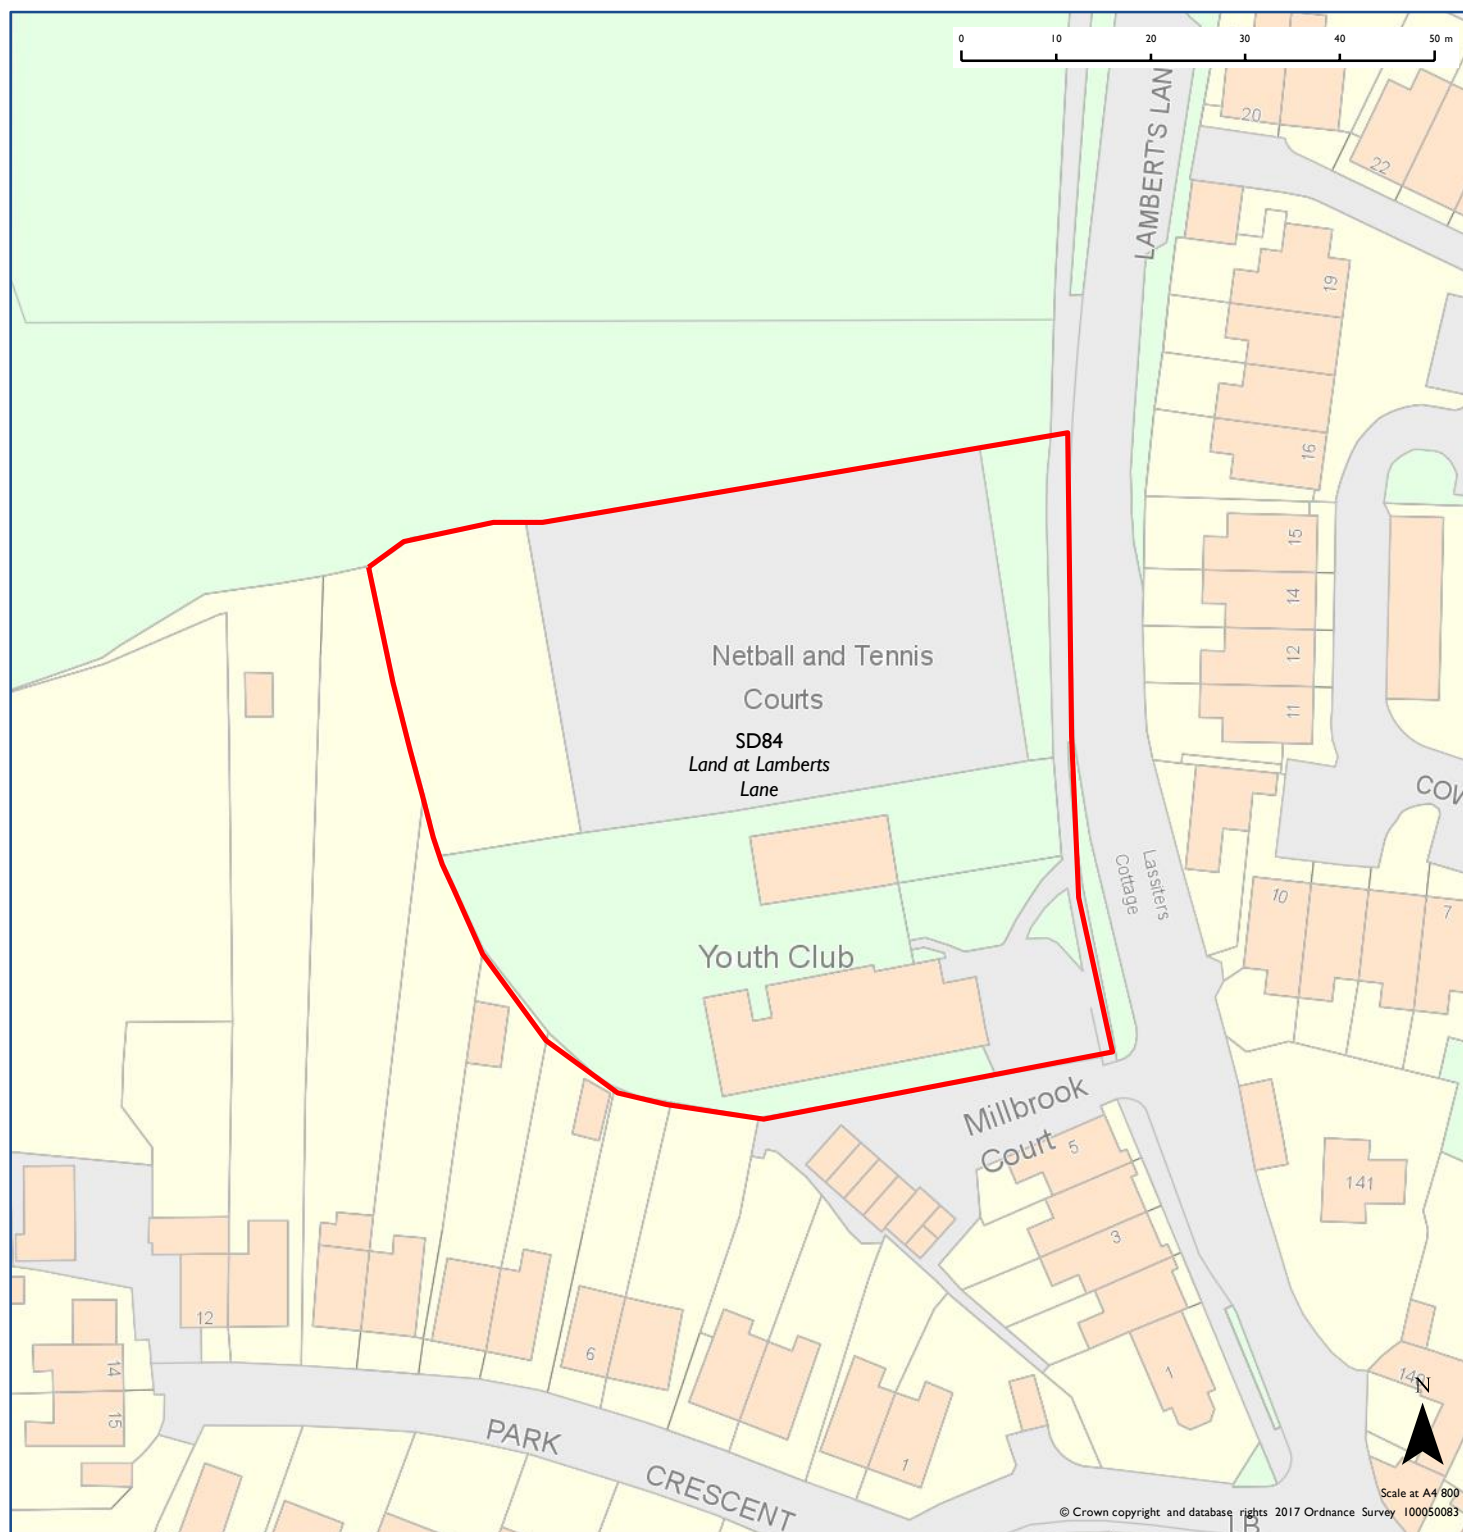 0 10 20 30 40 50 m
LAMBERT'S LAN
20
22
19
16
15
14
12
11
Netball and Tennis
Courts
SD84
Land at Lamberts
Lane
COW
Lassiters
Cottage
10
7
Youth Club
Millbrook
Court
5
3
1
141
12
14
15
6
1
PARK
CRESCENT
N
Scale at A4 800
© Crown copyright and database rights 2017 Ordnance Survey 100050083
LB